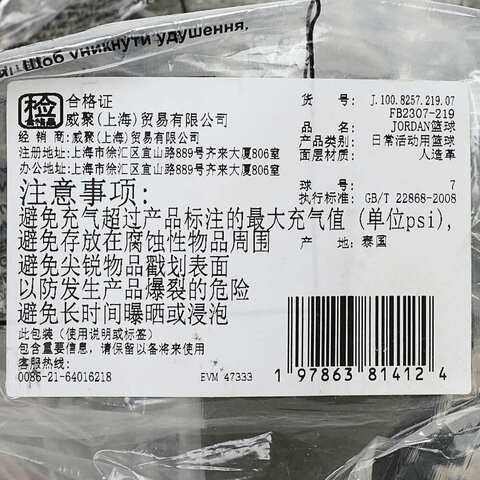 Щоб уникнути удушення,
检
合格证
威聚(上海)贸易有限公司
经 销 商:威聚(上海)贸易有限公司
注册地址:上海市徐汇区宜山路889号齐来大厦806室
办公地址:上海市徐汇区宜山路889号齐来大厦806室
货 号: J.100.8257.219.07
FB2307-219
品 名: JORDAN篮球
产品类别: 日常活动用篮球
面层材质: 人造革
球 号: 7
执行标准: GB/T 22868-2008
产 地: 泰国
注意事项:
避免充气超过产品标注的最大充气值(单位psi),
避免存放在腐蚀性物品周围
避免尖锐物品戳划表面
以防发生产品爆裂的危险
避免长时间曝晒或浸泡
此包装(使用说明或标签)
包含重要信息,请保留以备将来使用
客服热线:
0086-21-64016218
EVM 47333
1 97863 81412 4